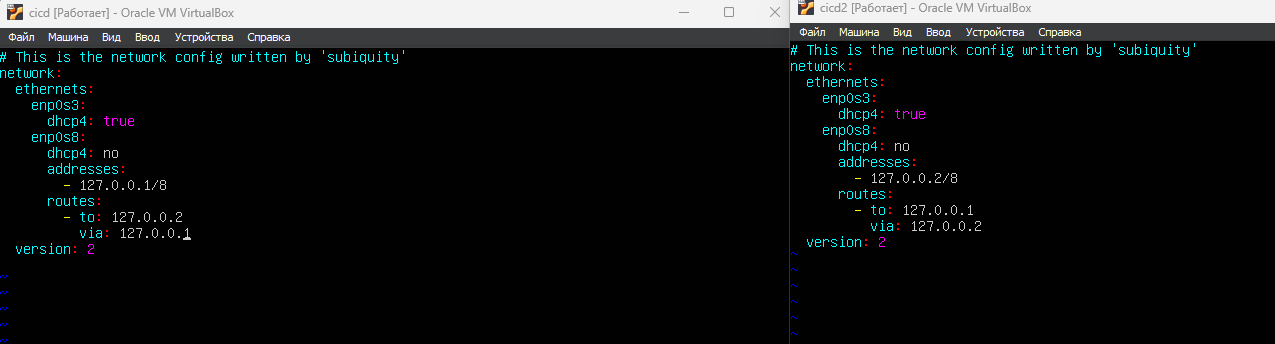 cicd [Работает] - Oracle VM VirtualBox
Файл Машина Вид Ввод Устройства Справка
# This is the network config written by 'subiquity'
network:
  ethernets:
    enp0s3:
      dhcp4: true
    enp0s8:
      dhcp4: no
      addresses:
        - 127.0.0.1/8
      routes:
        - to: 127.0.0.2
          via: 127.0.0.1
  version: 2
~
~
~
~
~
cicd2 [Работает] - Oracle VM VirtualBox
Файл Машина Вид Ввод Устройства Справка
# This is the network config written by 'subiquity'
network:
  ethernets:
    enp0s3:
      dhcp4: true
    enp0s8:
      dhcp4: no
      addresses:
        - 127.0.0.2/8
      routes:
        - to: 127.0.0.1
          via: 127.0.0.2
  version: 2
~
~
~
~
~
~